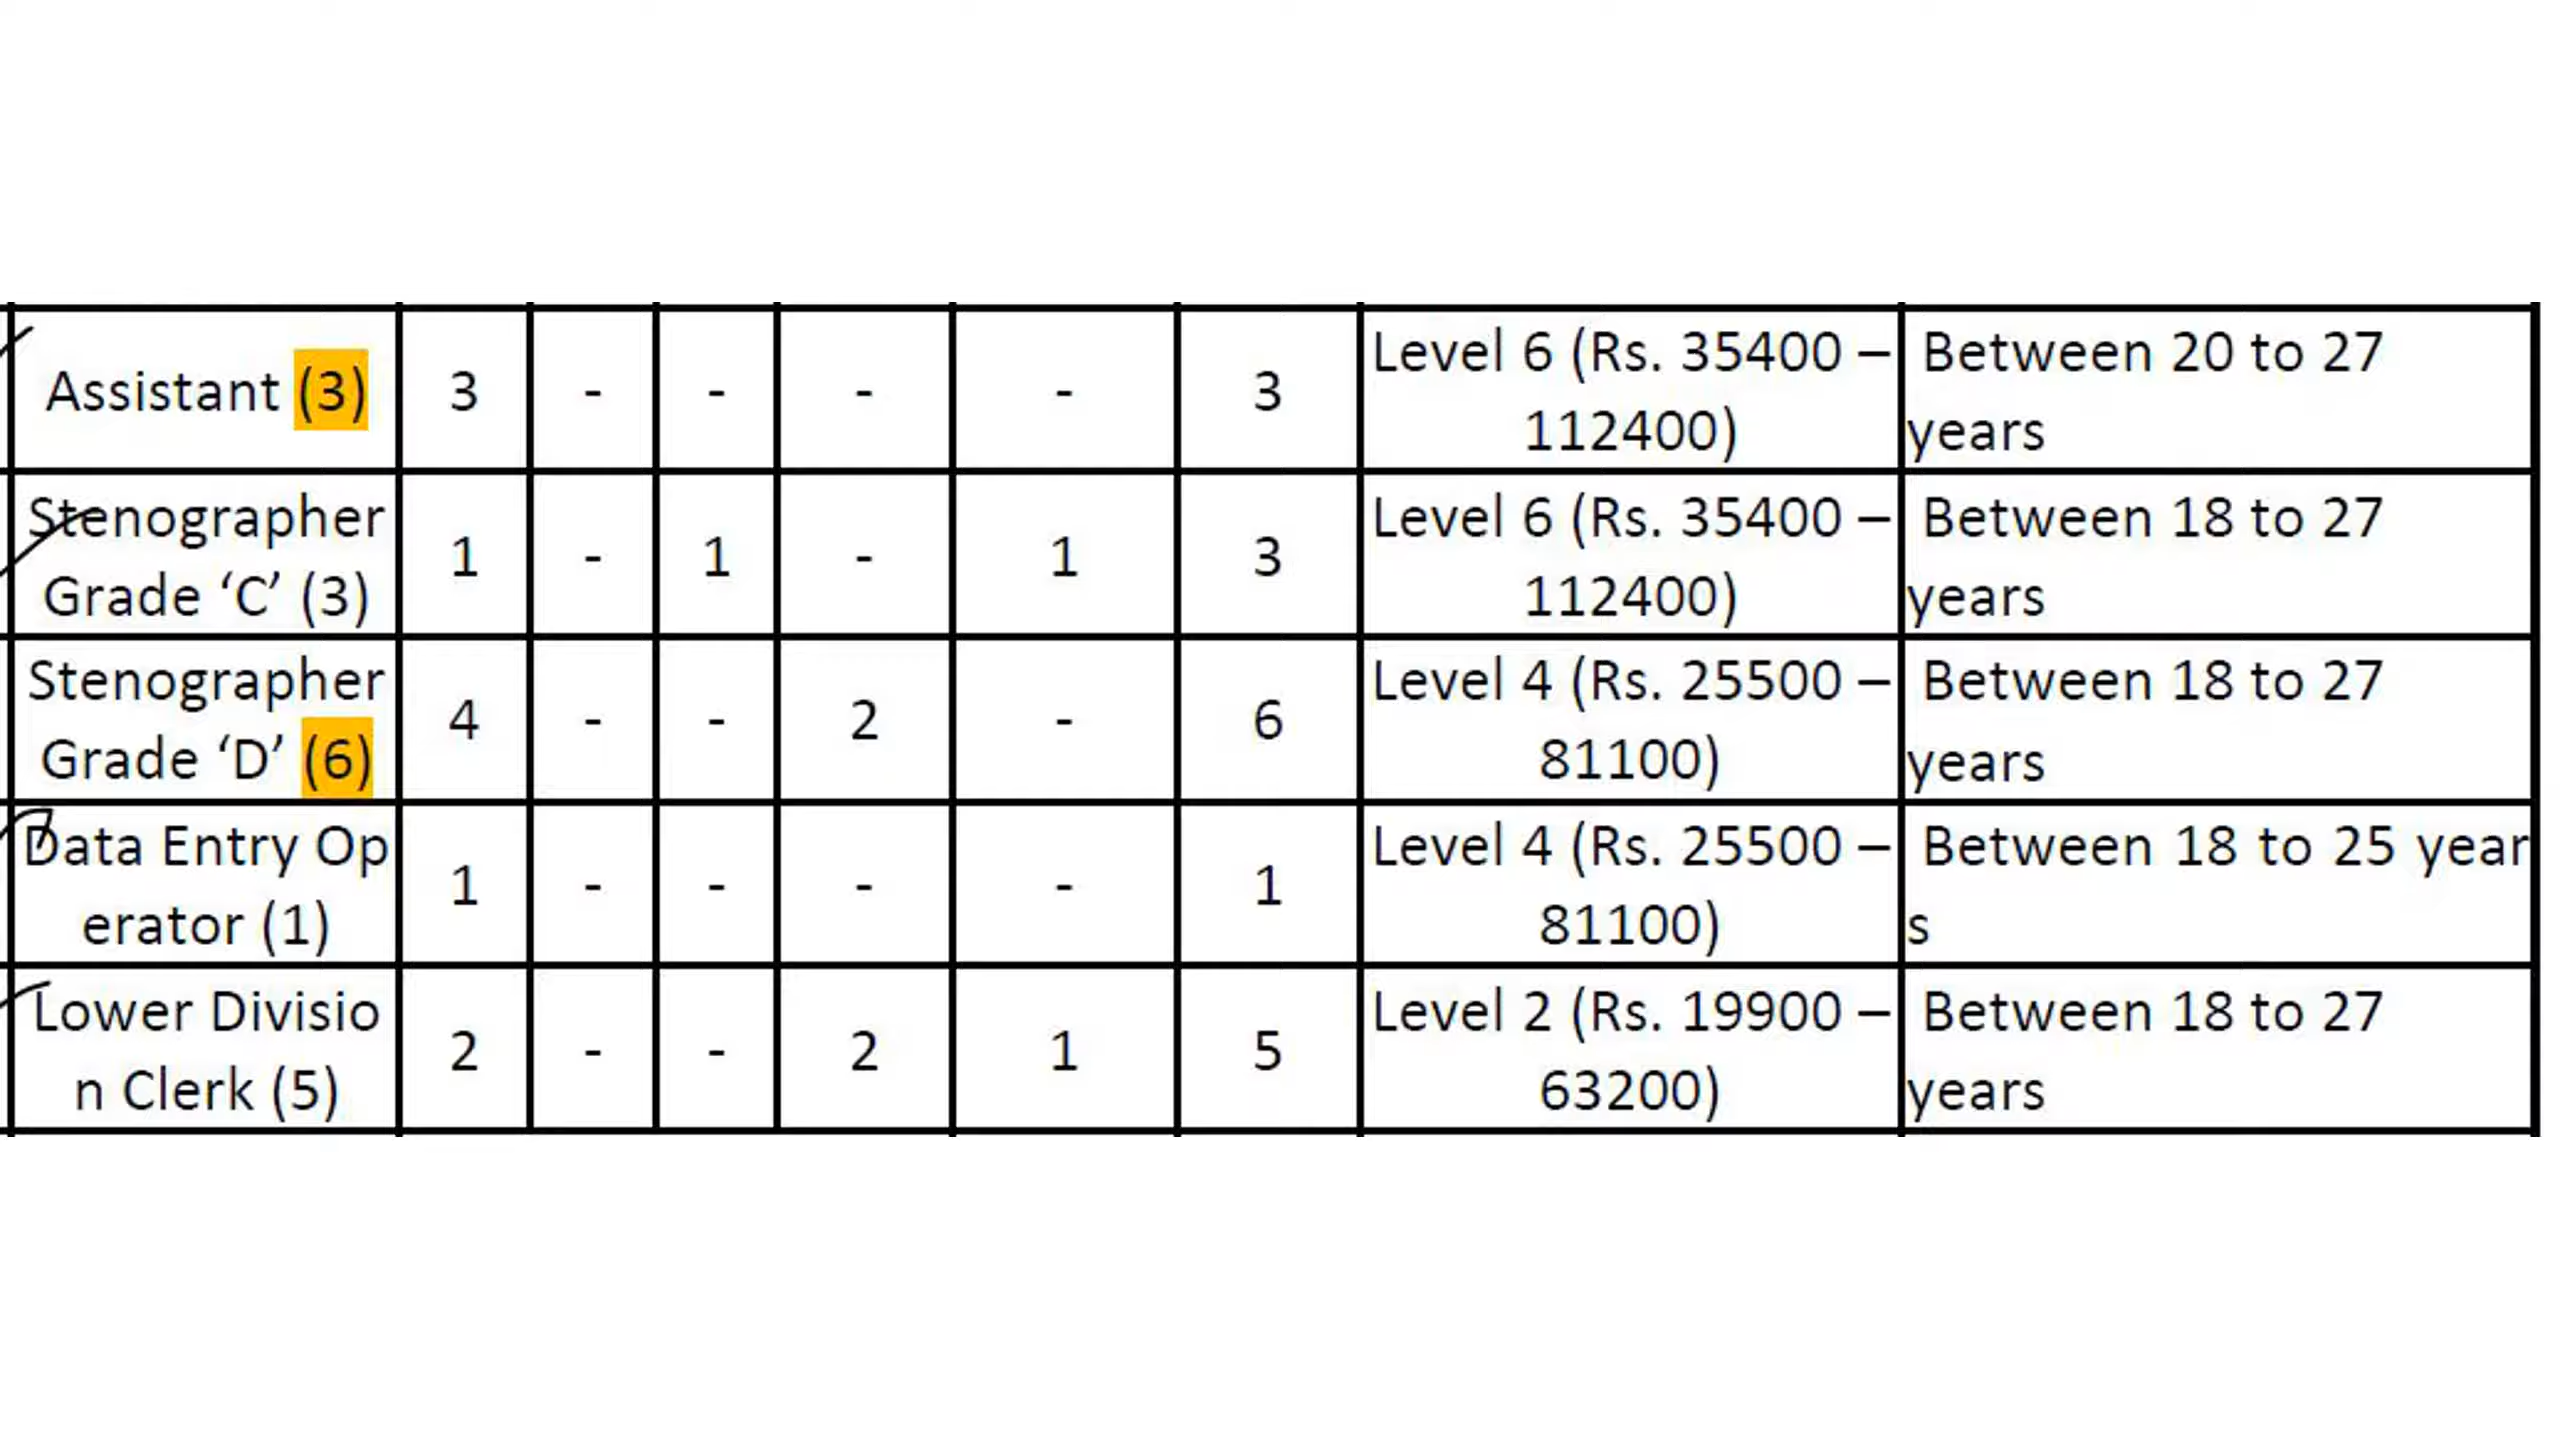 Assistant (3) 3 - - - - 3 Level 6 (Rs. 35400 – Between 20 to 27
112400) years
Stenographer Level 6 (Rs. 35400 – Between 18 to 27
Grade ‘C’ (3) 1 - 1 - 1 3 112400) years
Stenographer Level 4 (Rs. 25500 – Between 18 to 27
Grade ‘D’ (6) 4 - - 2 - 6 81100) years
Data Entry Op Level 4 (Rs. 25500 – Between 18 to 25 year
erator (1) 1 - - - - 1 81100) s
Lower Divisio Level 2 (Rs. 19900 – Between 18 to 27
n Clerk (5) 2 - - 2 1 5 63200) years